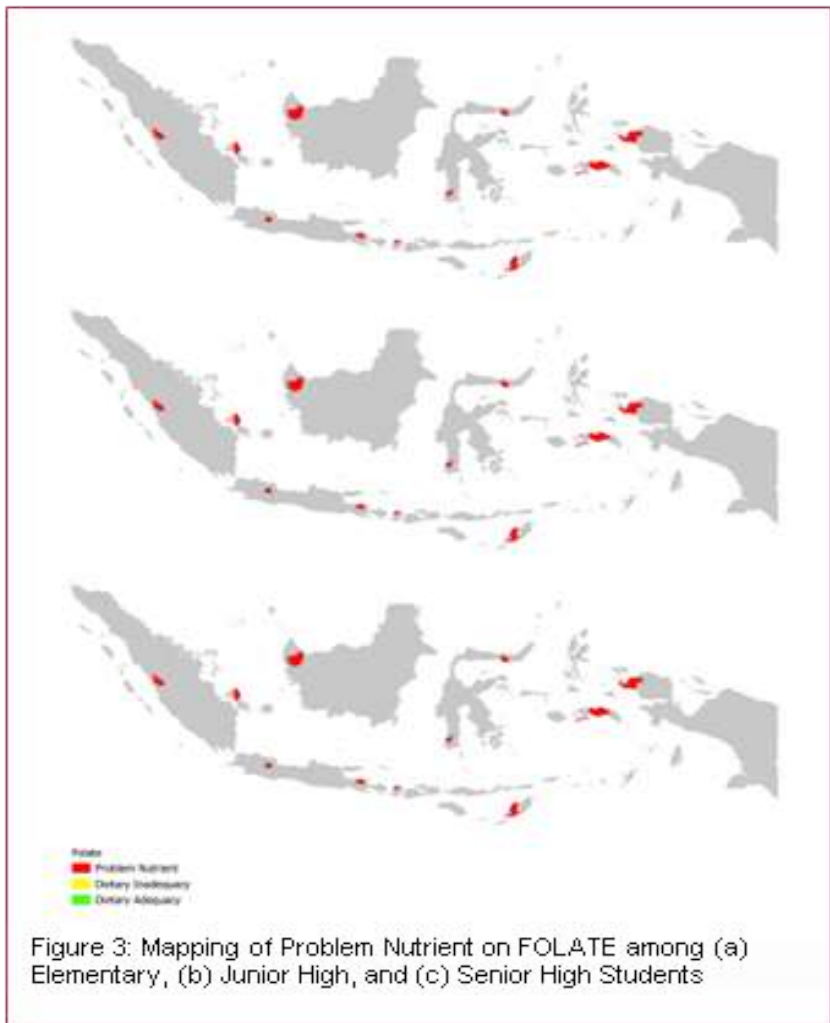 Folate
Problem Nutrient
Dietary Inadequacy
Dietary Adequacy
Figure 3: Mapping of Problem Nutrient on FOLATE among (a)
Elementary, (b) Junior High, and (c) Senior High Students